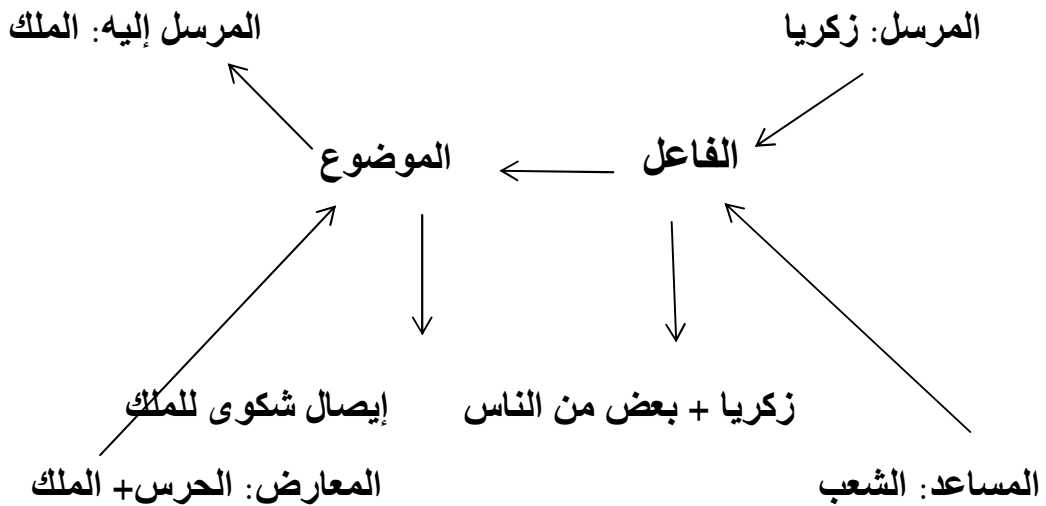 المرسل: زكريا
المرسل إليه: الملك
الفاعل
الموضوع
زكريا + بعض من الناس
إيصال شكوى للملك
المساعد: الشعب
المعارض: الحرس+ الملك